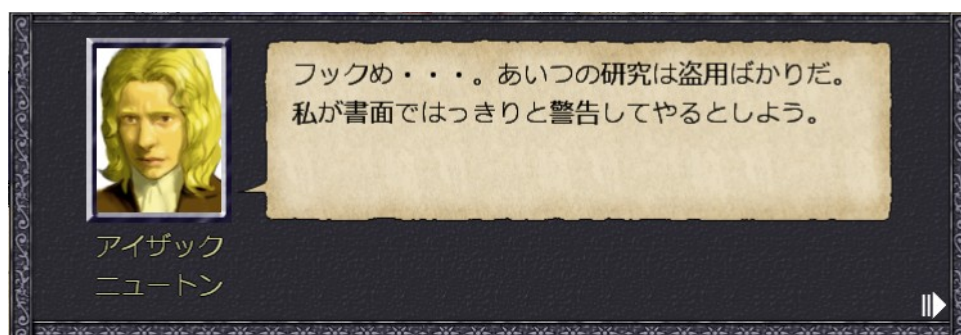 フックめ・・・。あいつの研究は盗用ばかりだ。
私が書面ではっきりと警告してやるとしよう。
アイザック
ニュートン